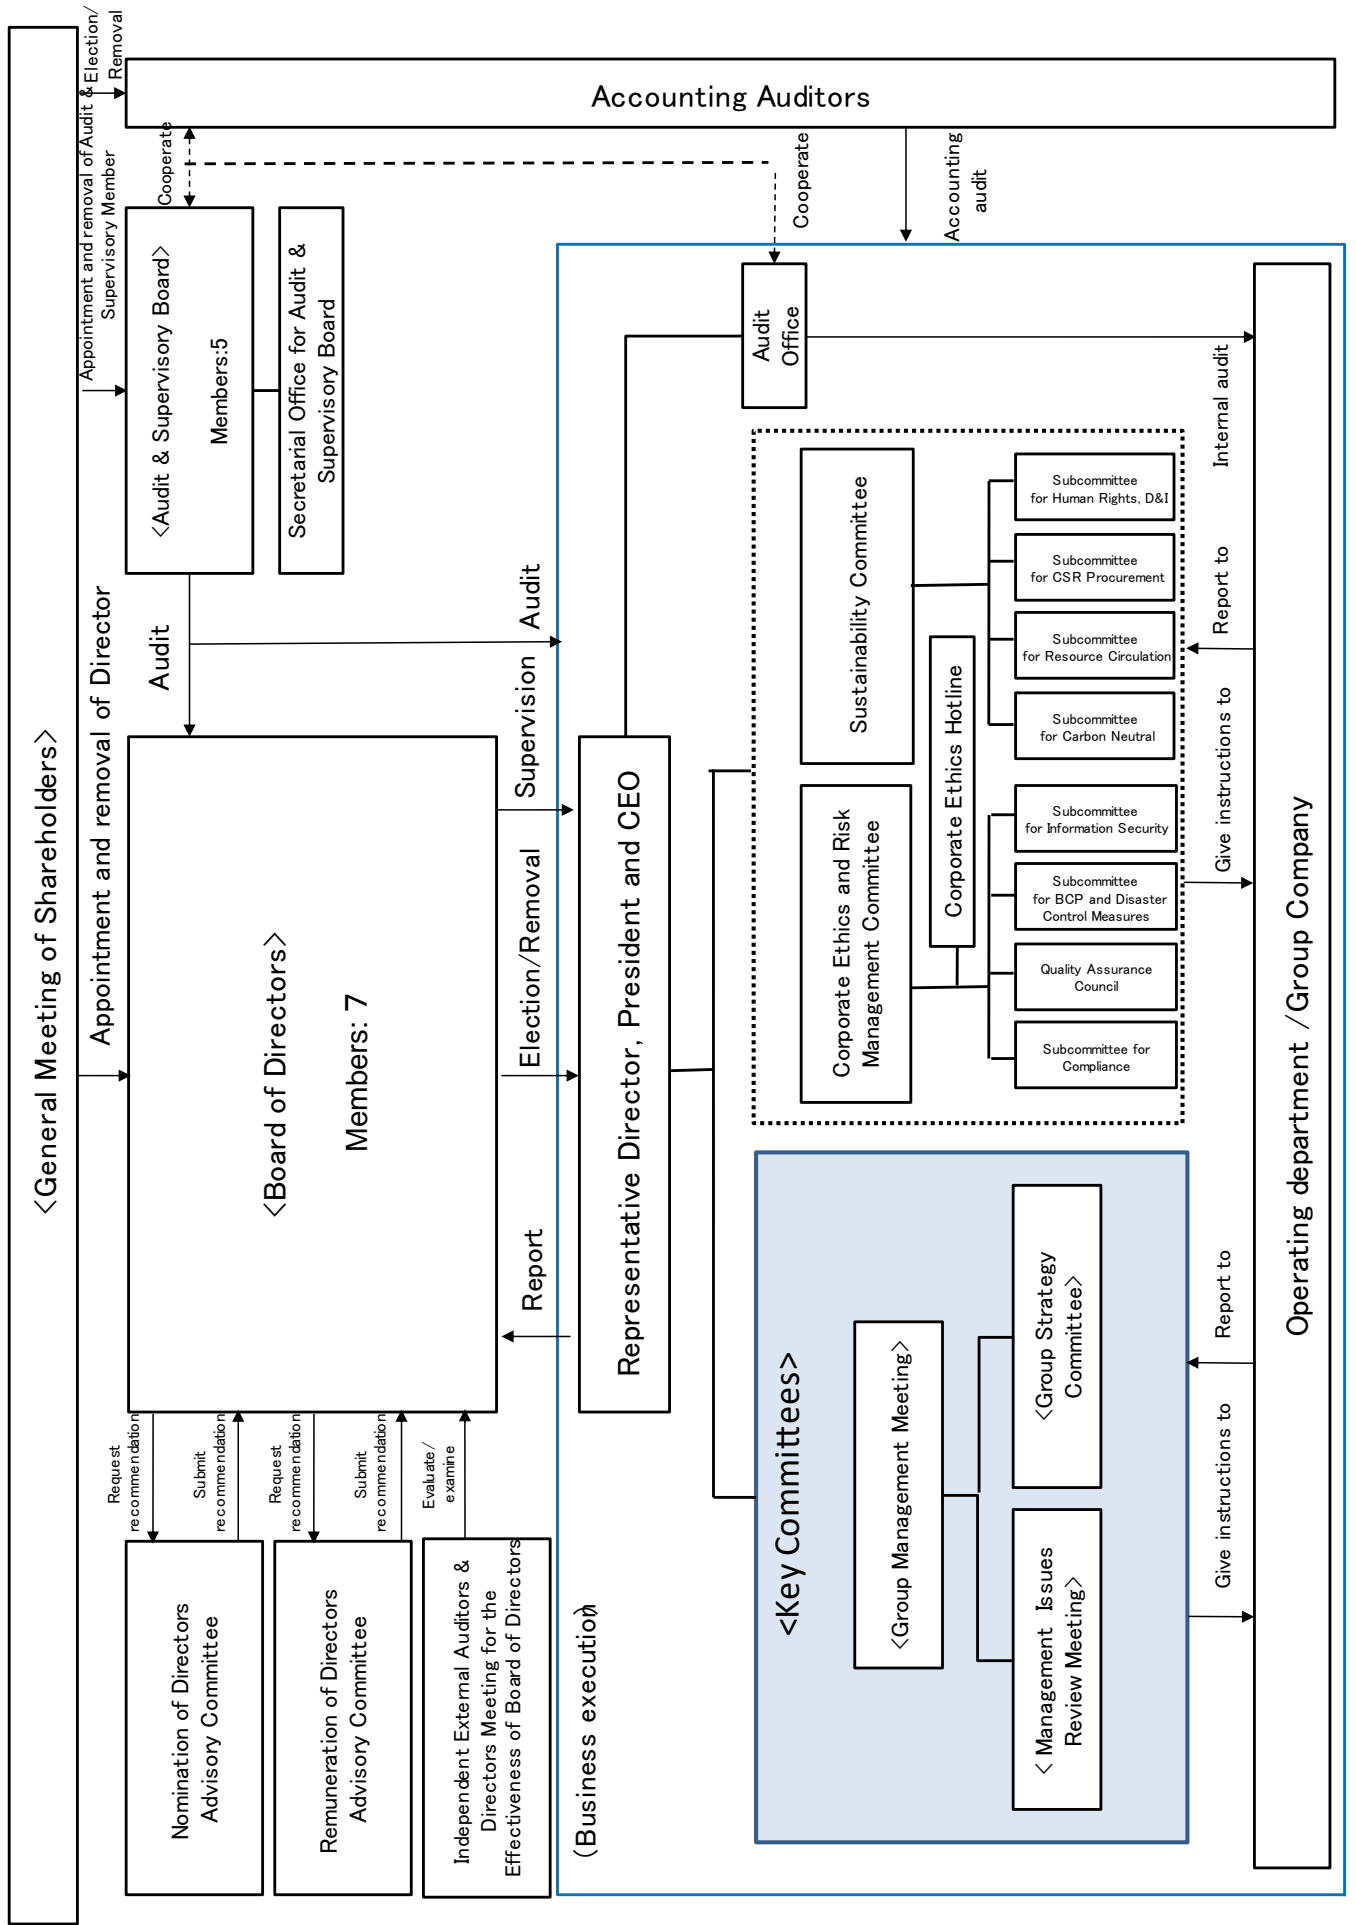 <General Meeting of Shareholders>
Appointment and removal of Director
Appointment and removal of Audit &
Supervisory Member
Election/
Removal
Nomination of Directors
Advisory Committee
Request
recommendation
Submit
recommendation
Remuneration of Directors
Advisory Committee
Request
recommendation
Submit
recommendation
Independent External Auditors &
Directors Meeting for the
Effectiveness of Board of Directors
Evaluate/
examine
<Board of Directors>
Members: 7
Audit
<Audit & Supervisory Board>
Members:5
Secretarial Office for Audit &
Supervisory Board
Cooperate
Accounting Auditors
Cooperate
Accounting
audit
Report
Election/Removal
Supervision
Audit
(Business execution)
Representative Director, President and CEO
<Key Committees>
<Group Management Meeting>
< Management Issues
Review Meeting>
<Group Strategy
Committee>
Corporate Ethics and Risk
Management Committee
Sustainability Committee
Corporate Ethics Hotline
Subcommittee for
Compliance
Quality Assurance
Council
Subcommittee
for BCP and Disaster
Control Measures
Subcommittee
for Information Security
Subcommittee
for Carbon Neutral
Subcommittee
for Resource Circulation
Subcommittee
for CSR Procurement
Subcommittee
for Human Rights, D&I
Audit
Office
Give instructions to
Report to
Give instructions to
Report to
Internal audit
Operating department /Group Company